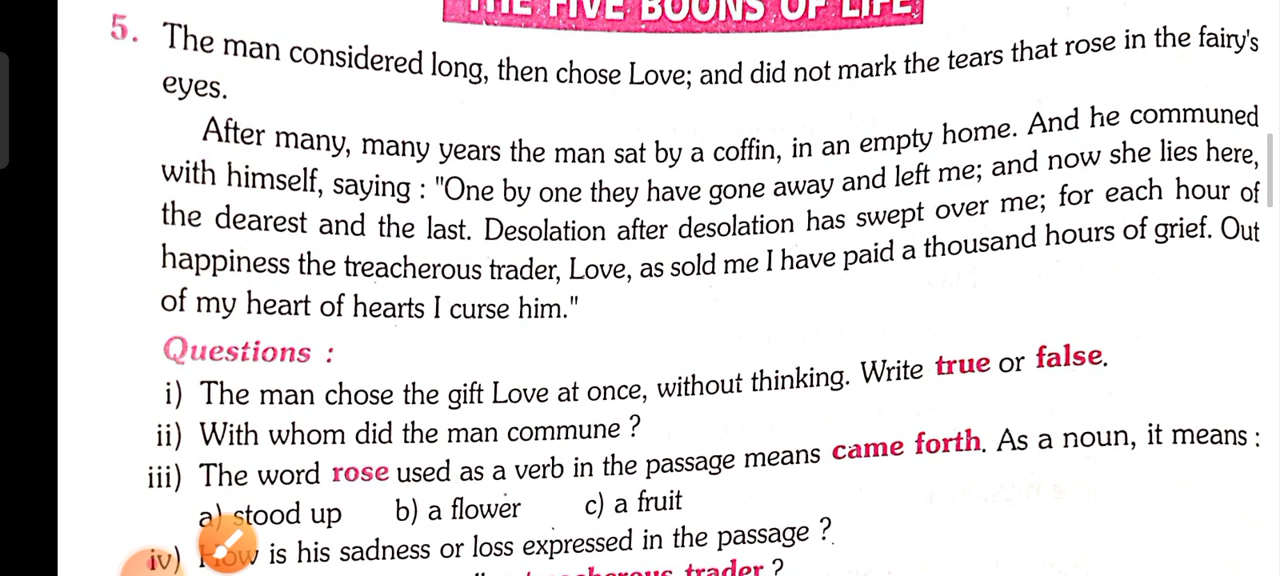 THE FIVE BOONS OF LIFE
5. The man considered long, then chose Love; and did not mark the tears that rose in the fairy's
eyes.
After many, many years the man sat by a coffin, in an empty home. And he communed
with himself, saying : "One by one they have gone away and left me; and now she lies here,
the dearest and the last. Desolation after desolation has swept over me; for each hour of
happiness the treacherous trader, Love, as sold me I have paid a thousand hours of grief. Out
of my heart of hearts I curse him."
Questions :
i) The man chose the gift Love at once, without thinking. Write true or false.
ii) With whom did the man commune ?
iii) The word rose used as a verb in the passage means came forth. As a noun, it means :
a) stood up b) a flower c) a fruit
iv) How is his sadness or loss expressed in the passage ?
trader ?